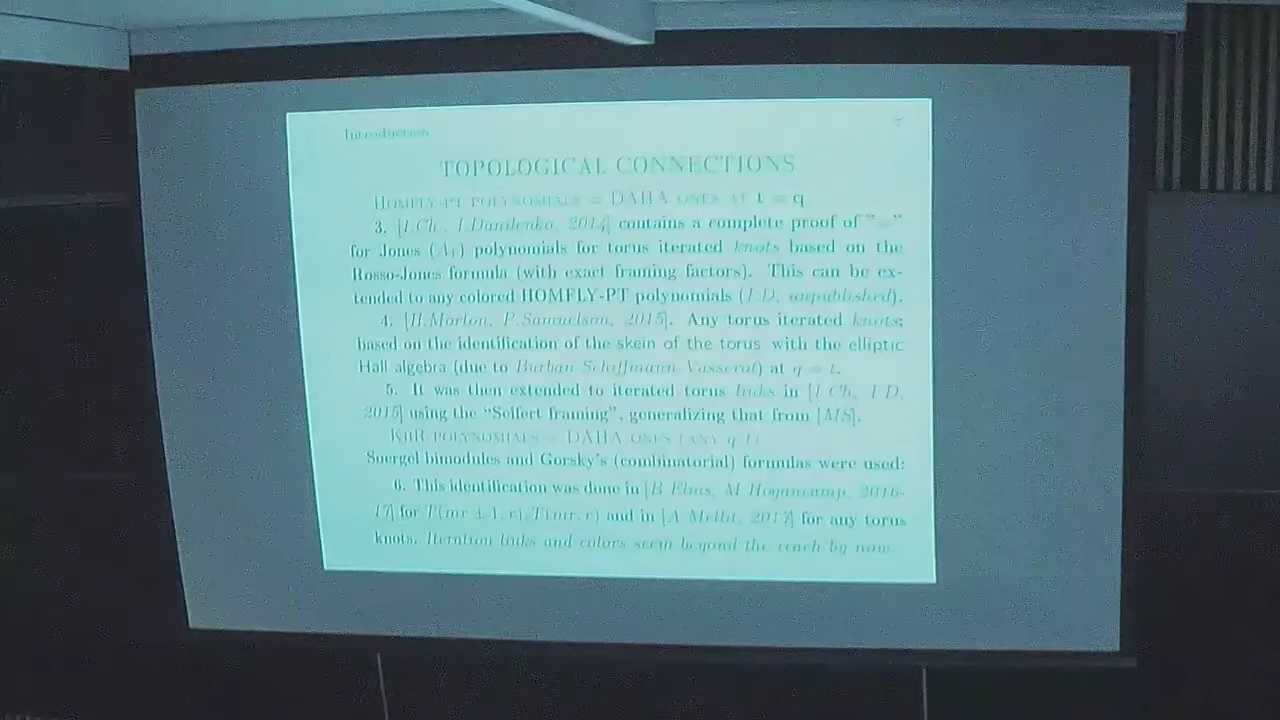 Introduction 7
TOPOLOGICAL CONNECTIONS
HOMFLY-PT POLYNOMIALS = DAHA ONES AT t = q
3. [I.Ch., I.Danilenko, 2014] contains a complete proof of "="
for Jones (A₁) polynomials for torus iterated knots based on the
Rosso-Jones formula (with exact framing factors). This can be ex-
tended to any colored HOMFLY-PT polynomials (I.D, unpublished).
4. [H.Morton, P.Samuelson, 2015]. Any torus iterated knots;
based on the identification of the skein of the torus with the elliptic
Hall algebra (due to Burban-Schiffmann-Vasserot) at q = t.
5. It was then extended to iterated torus links in [I.Ch, I.D,
2015] using the "Seifert framing", generalizing that from [MS].
KhR POLYNOMIALS = DAHA ONES (ANY q, t)
Soergel bimodules and Gorsky's (combinatorial) formulas were used:
6. This identification was done in [B.Elias, M.Hogancamp, 2016-
17] for T(mr ± 1, r), T(mr, r) and in [A.Mellit, 2017] for any torus
knots. Iteration links and colors seem beyond the reach by now.